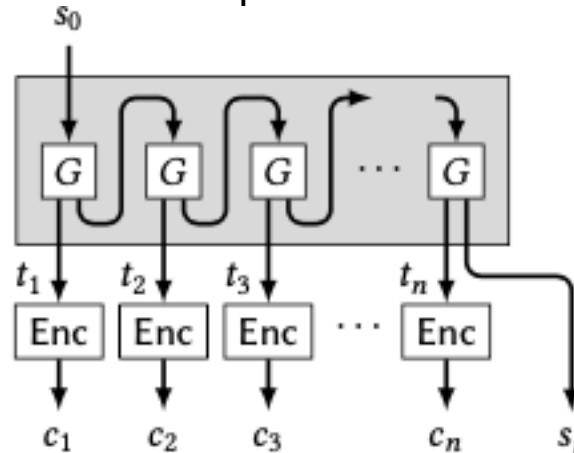 s₀
G G G · · · G
t₁ t₂ t₃ tₙ
Enc Enc Enc · · · Enc
c₁ c₂ c₃ cₙ s